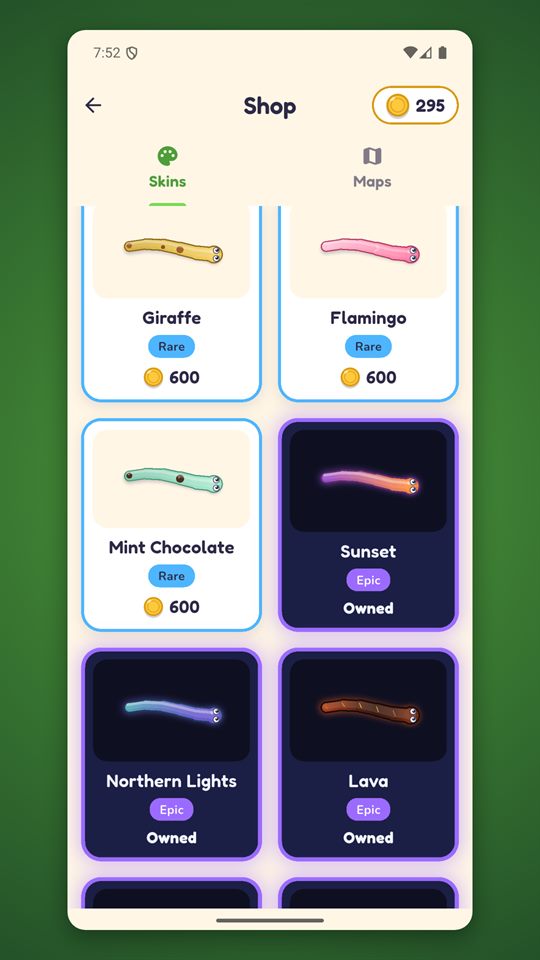 7:52
Shop
295
Skins
Maps
Giraffe
Flamingo
Rare
Rare
600
600
Mint Chocolate
Rare
600
Sunset
Epic
Owned
Northern Lights
Lava
Epic
Epic
Owned
Owned